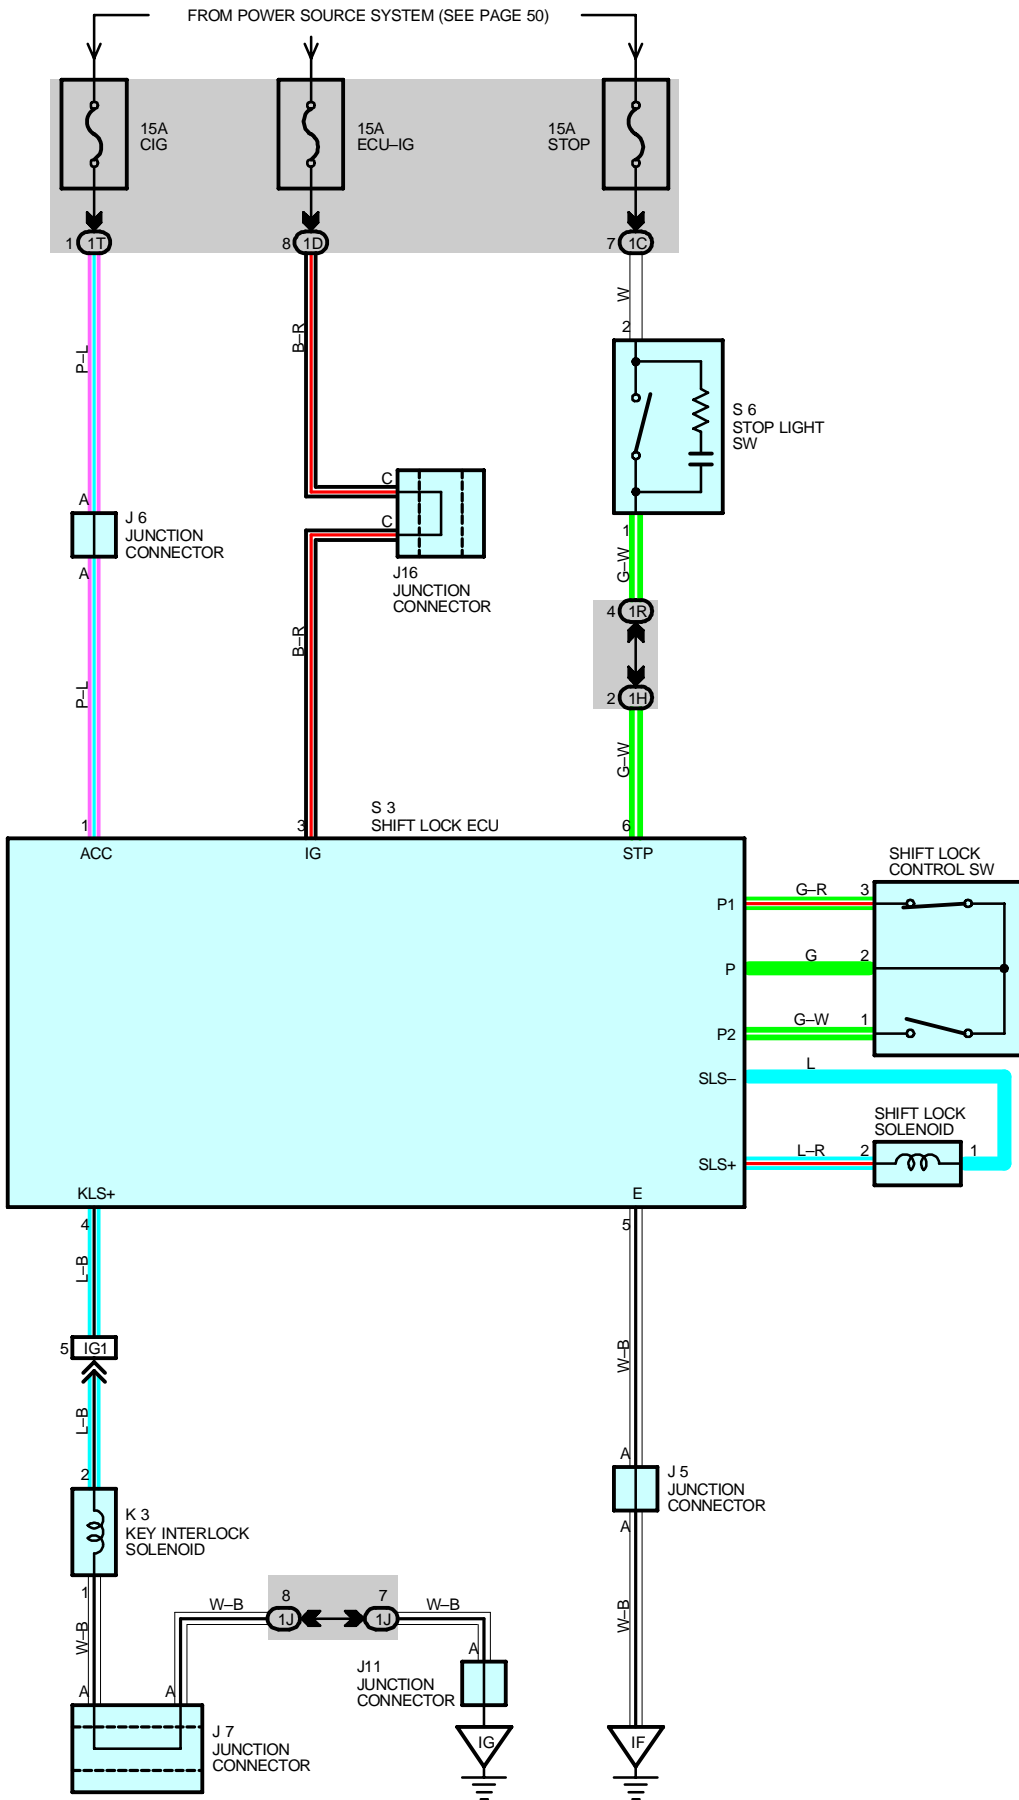 FROM POWER SOURCE SYSTEM (SEE PAGE 50)
15A
CIG
15A
ECU–IG
15A
STOP
1 1T
8 1D
7 1C
P–L
B–R
W
2
S 6
STOP LIGHT
SW
A
J 6
JUNCTION
CONNECTOR
A
C
C
J16
JUNCTION
CONNECTOR
1
G–W
4 1R
2 1H
P–L
B–R
G–W
S 3
SHIFT LOCK ECU
1
3
6
ACC
IG
STP
SHIFT LOCK
CONTROL SW
P1
G–R
3
P
G
2
P2
G–W
1
SLS–
L
SHIFT LOCK
SOLENOID
SLS+
L–R
2
1
KLS+
E
4
5
L–B
5 IG1
L–B
2
K 3
KEY INTERLOCK
SOLENOID
1
W–B
W–B
A
J 5
JUNCTION
CONNECTOR
A
W–B
W–B
8
1J
7
1J
W–B
A
A
J 7
JUNCTION
CONNECTOR
A
J11
JUNCTION
CONNECTOR
IG
IF